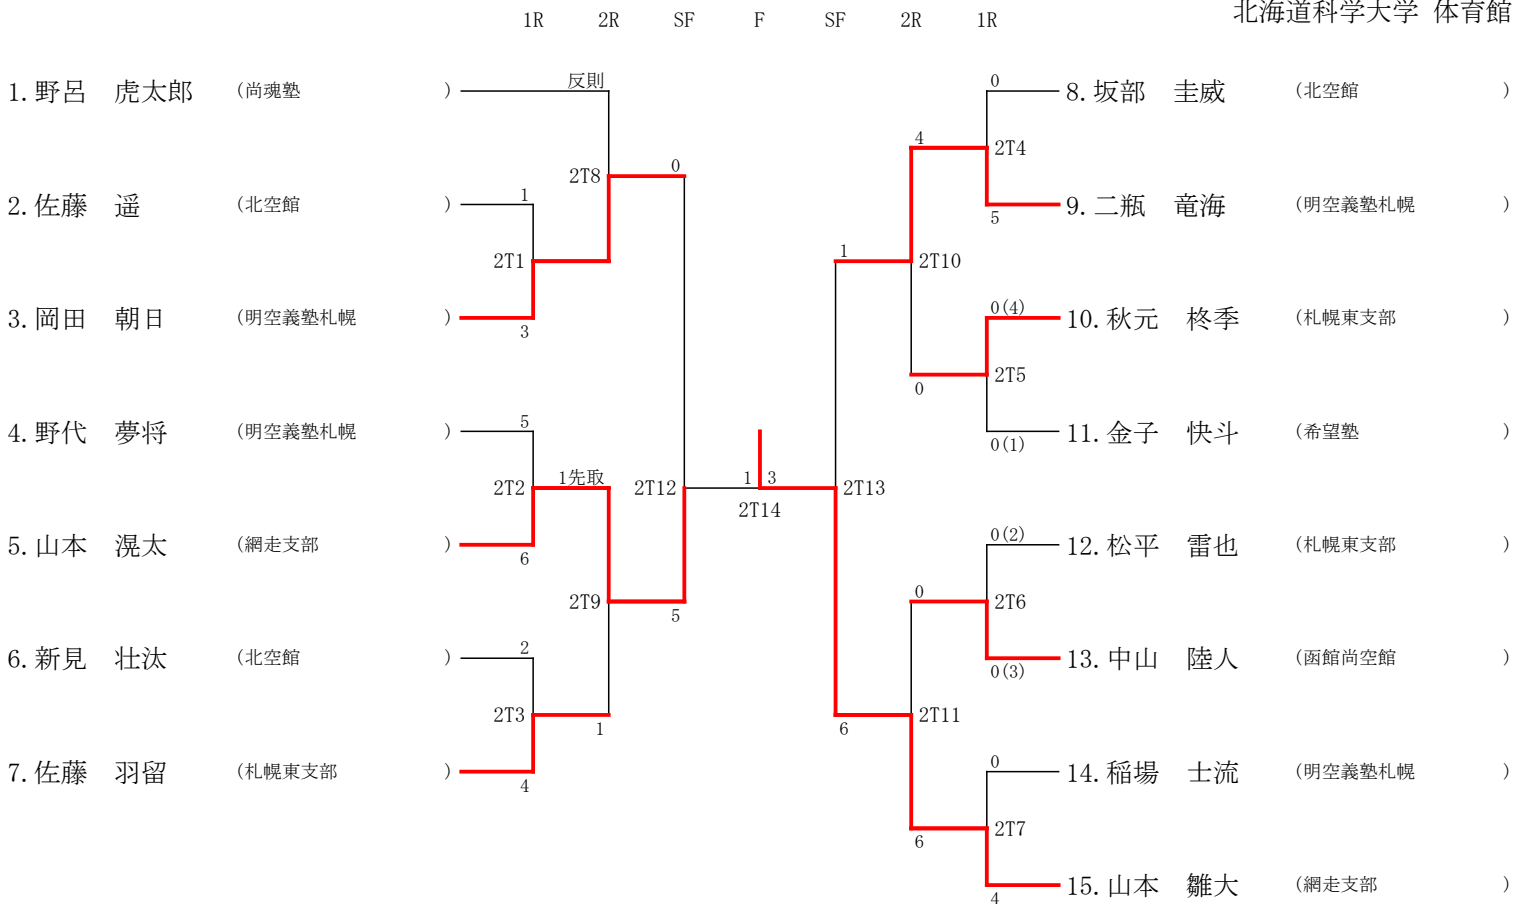 北海道科学大学 体育館
1R 2R SF F SF 2R 1R
1. 野呂 虎太郎 (尚魂塾 )
反則
0
8. 坂部 圭威 (北空館 )
2T8
0
4
2T4
2. 佐藤 遥 (北空館 )
1
5
9. 二瓶 竜海 (明空義塾札幌 )
2T1
1
2T10
3. 岡田 朝日 (明空義塾札幌 )
3
0(4)
10. 秋元 柊季 (札幌東支部 )
0
2T5
4. 野代 夢将 (明空義塾札幌 )
5
0(1)
11. 金子 快斗 (希望塾 )
2T2
1先取
2T12
1
3
2T14
2T13
5. 山本 滉太 (網走支部 )
6
0(2)
12. 松平 雷也 (札幌東支部 )
2T9
5
0
2T6
6. 新見 壮汰 (北空館 )
2
0(3)
13. 中山 陸人 (函館尚空館 )
2T3
1
6
2T11
7. 佐藤 羽留 (札幌東支部 )
4
0
14. 稲場 士流 (明空義塾札幌 )
6
2T7
4
15. 山本 雛大 (網走支部 )